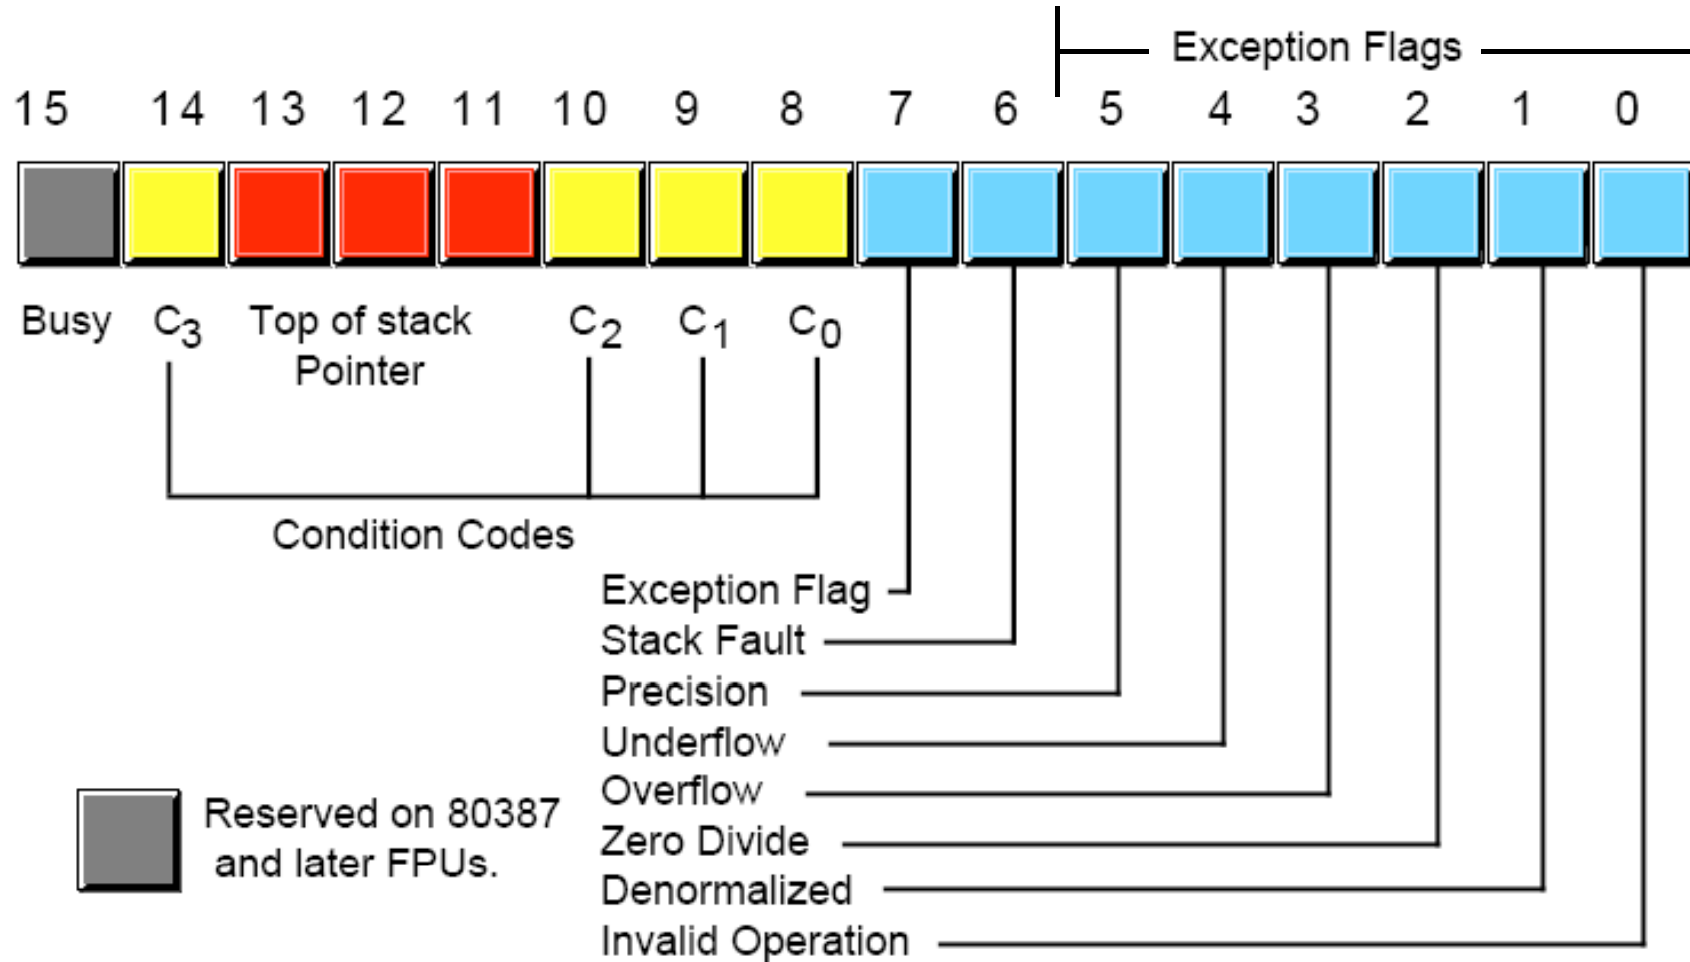 Exception Flags
15 14 13 12 11 10 9 8 7 6 5 4 3 2 1 0
Busy C3 Top of stack Pointer C2 C1 C0
Condition Codes
Exception Flag
Stack Fault
Precision
Underflow
Overflow
Zero Divide
Denormalized
Invalid Operation
Reserved on 80387
and later FPUs.